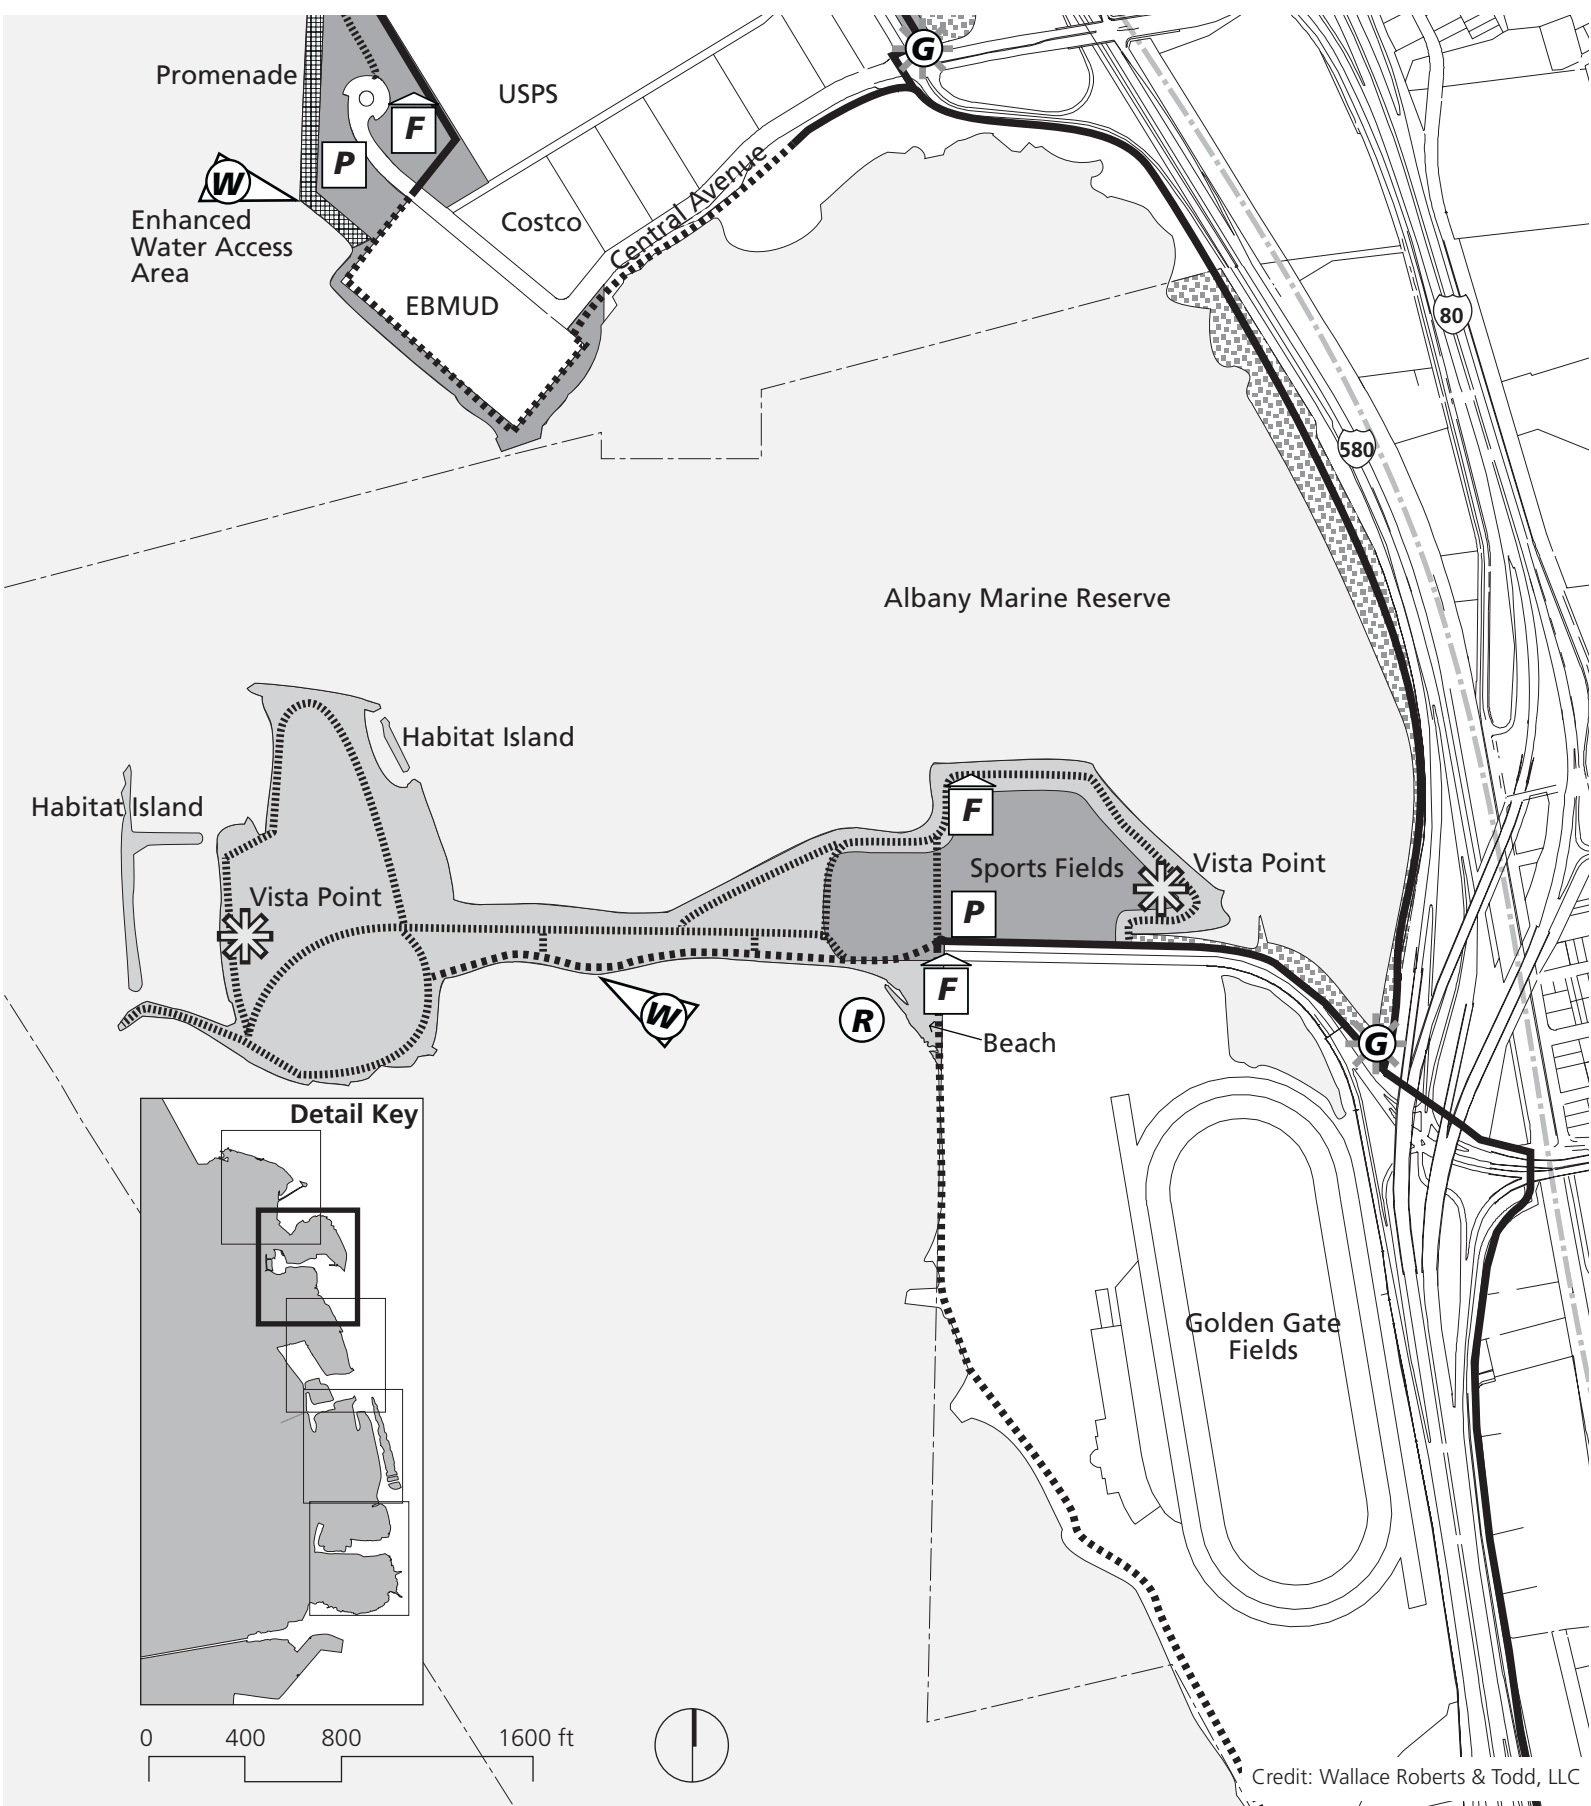 G
Promenade
USPS
F
P
W
Enhanced
Water Access
Area
Costco
Central Avenue
EBMUD
80
580
Albany Marine Reserve
Habitat Island
Habitat Island
F
Sports Fields
Vista Point
Vista Point
P
F
W
R
Beach
G
Detail Key
Golden Gate
Fields
0 400 800 1600 ft
Credit: Wallace Roberts & Todd, LLC